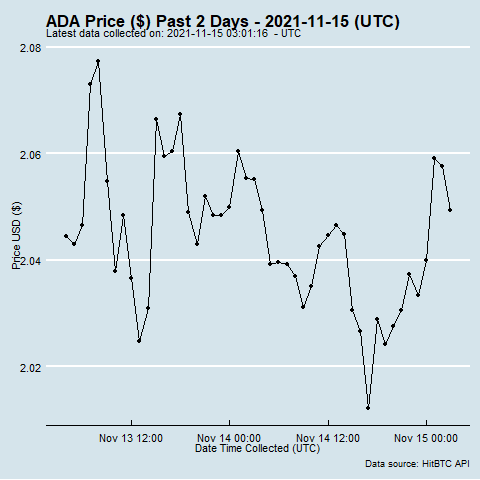 ADA Price ($) Past 2 Days - 2021-11-15 (UTC)
Latest data collected on: 2021-11-15 03:01:16  - UTC
2.08
2.06
2.04
2.02
Price USD ($)
Nov 13 12:00
Nov 14 00:00
Nov 14 12:00
Nov 15 00:00
Date Time Collected (UTC)
Data source: HitBTC API